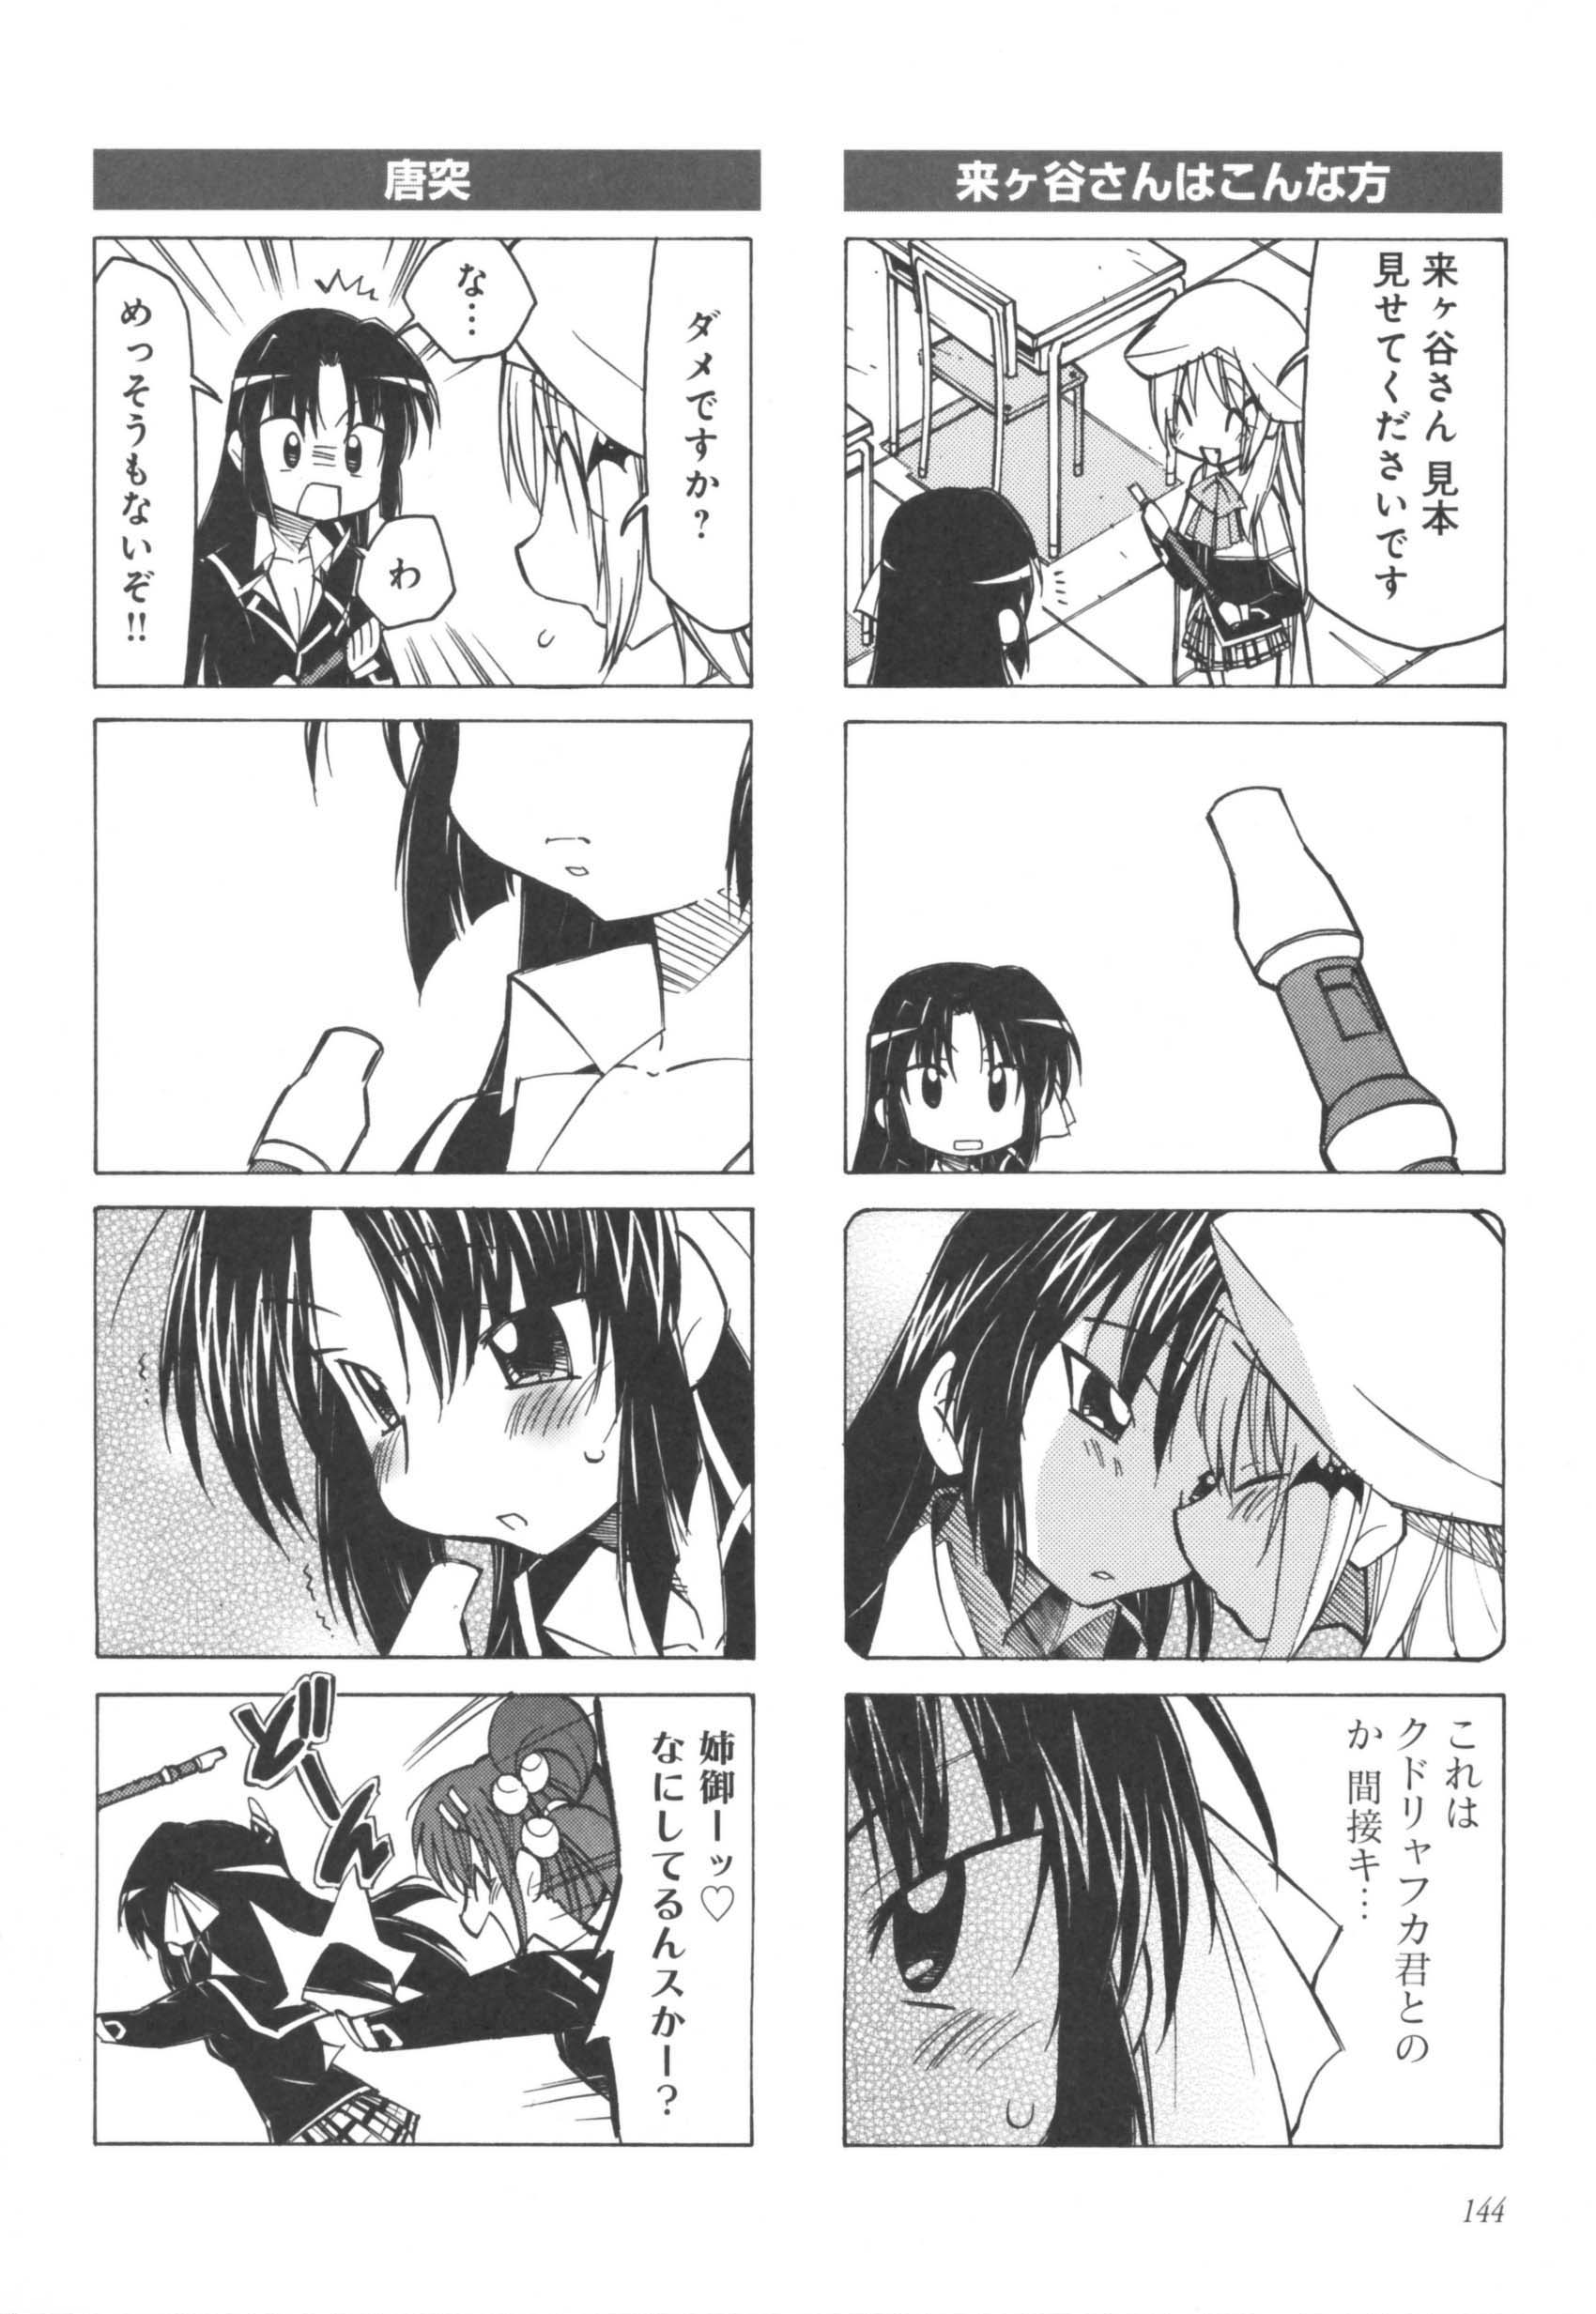 来ヶ谷さんはこんな方
来ヶ谷さん 見本
見せてくださいです
これは
クドリャフカ君との
か 間接キ…
唐突
ダメですか？
な…
わ
めっそうもないぞ!!
姉御ーッ♡
なにしてるんスかー？
どーん
144